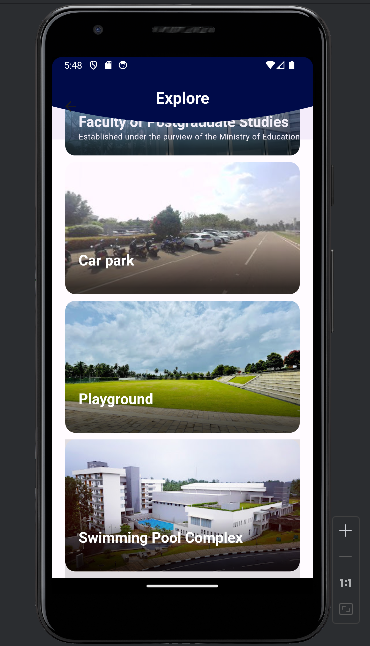 5:48
Explore
Faculty of Postgraduate Studies
Established under the purview of the Ministry of Education
Car park
Playground
Swimming Pool Complex
1:1